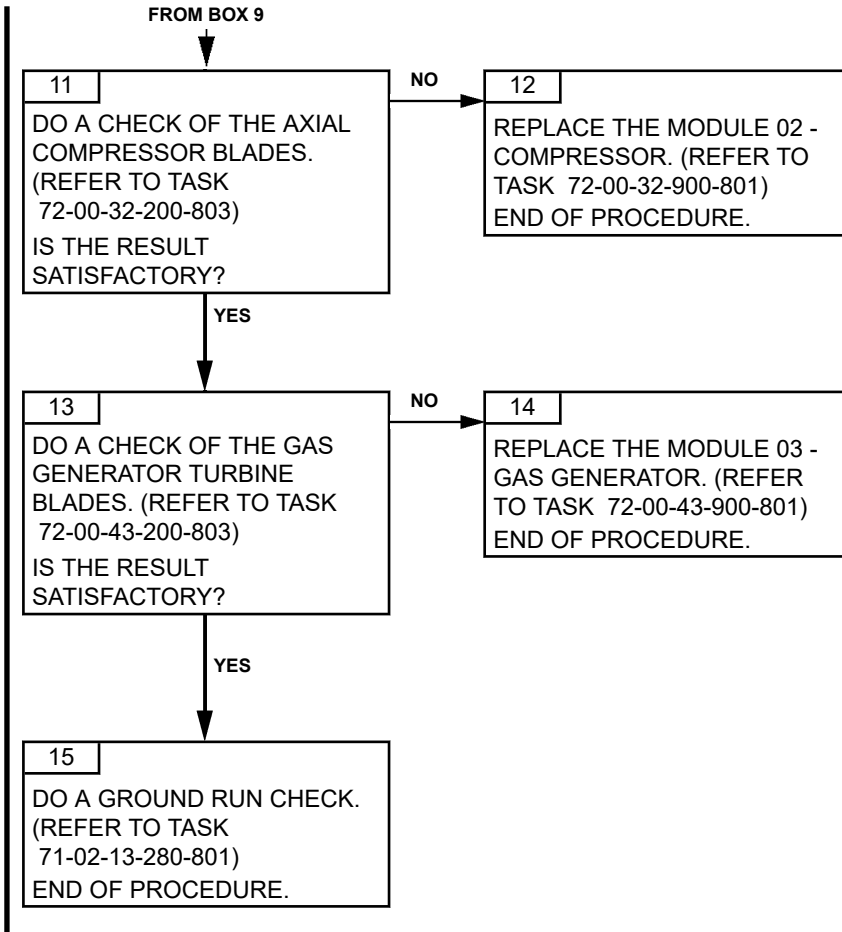 FROM BOX 9
11
DO A CHECK OF THE AXIAL
COMPRESSOR BLADES.
(REFER TO TASK
72-00-32-200-803)
IS THE RESULT
SATISFACTORY?
NO
12
REPLACE THE MODULE 02 -
COMPRESSOR. (REFER TO
TASK 72-00-32-900-801)
END OF PROCEDURE.
YES
13
DO A CHECK OF THE GAS
GENERATOR TURBINE
BLADES. (REFER TO TASK
72-00-43-200-803)
IS THE RESULT
SATISFACTORY?
NO
14
REPLACE THE MODULE 03 -
GAS GENERATOR. (REFER
TO TASK 72-00-43-900-801)
END OF PROCEDURE.
YES
15
DO A GROUND RUN CHECK.
(REFER TO TASK
71-02-13-280-801)
END OF PROCEDURE.